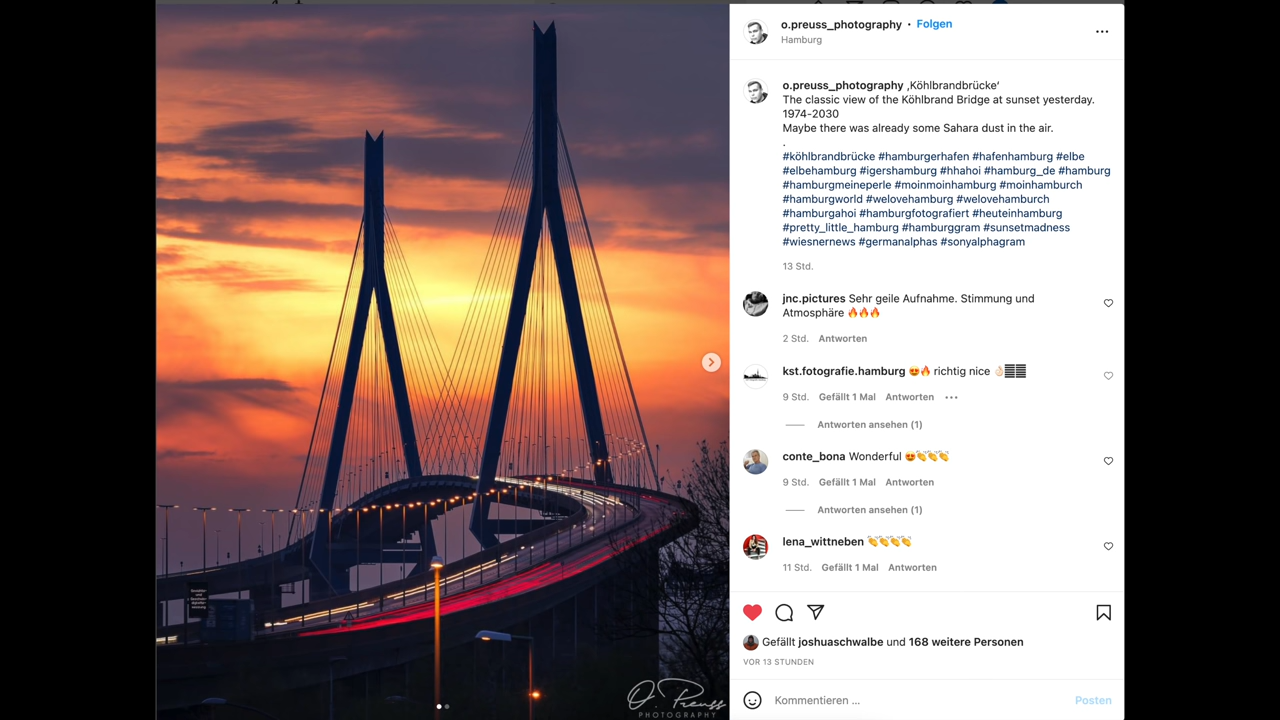 o.preuss_photography • Folgen
Hamburg
o.preuss_photography ‚Köhlbrandbrücke‘
The classic view of the Köhlbrand Bridge at sunset yesterday.
1974-2030
Maybe there was already some Sahara dust in the air.
.
#köhlbrandbrücke #hamburgerhafen #hafenhamburg #elbe
#elbehamburg #igershamburg #hhahoi #hamburg_de #hamburg
#hamburgmeineperle #moinmoinhamburg #moinhamburch
#hamburgworld #welovehamburg #welovehamburch
#hamburgahoi #hamburgfotografiert #heuteinhamburg
#pretty_little_hamburg #hamburggram #sunsetmadness
#wiesnernews #germanalphas #sonyalphagram
13 Std.
jnc.pictures Sehr geile Aufnahme. Stimmung und
Atmosphäre 🔥🔥🔥
2 Std. Antworten
kst.fotografie.hamburg 😍🔥 richtig nice 👌🏻
9 Std. Gefällt 1 Mal Antworten
Antworten ansehen (1)
conte_bona Wonderful 😍👏👏👏
9 Std. Gefällt 1 Mal Antworten
Antworten ansehen (1)
lena_wittneben 👏👏👏👏
11 Std. Gefällt 1 Mal Antworten
Gefällt joshuaschwalbe und 168 weitere Personen
VOR 13 STUNDEN
Kommentieren ... Posten
O. Preuss
PHOTOGRAPHY